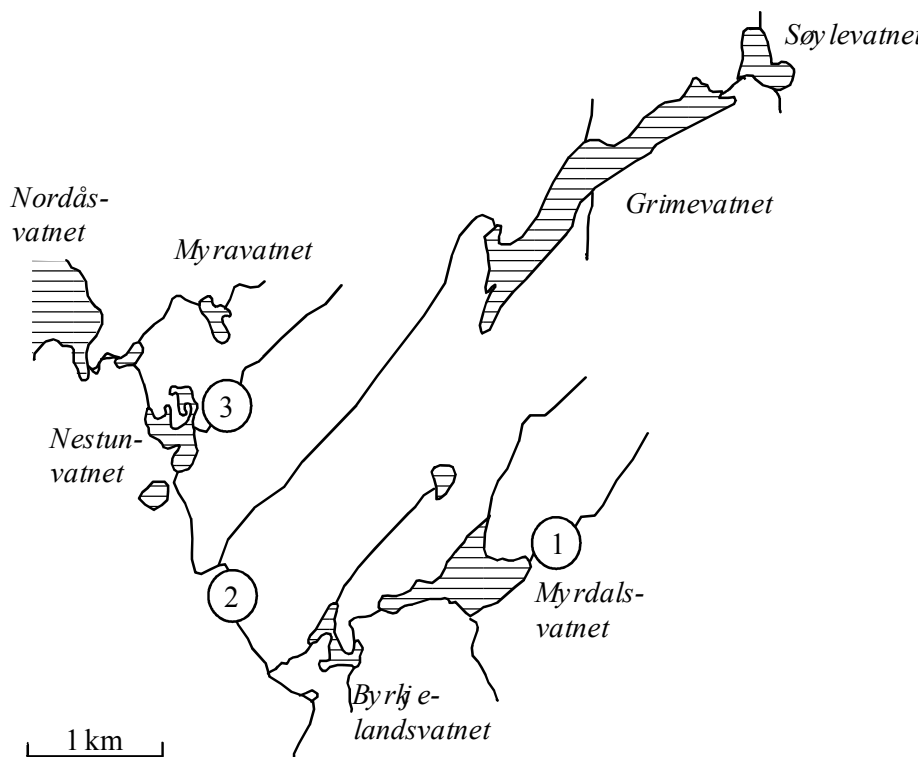 Søylevatnet
Grimevatnet
Nordås-
vatnet
Myravatnet
3
Nestun-
vatnet
1
2
Myrdals-
vatnet
Byrkje-
landsvatnet
1 km